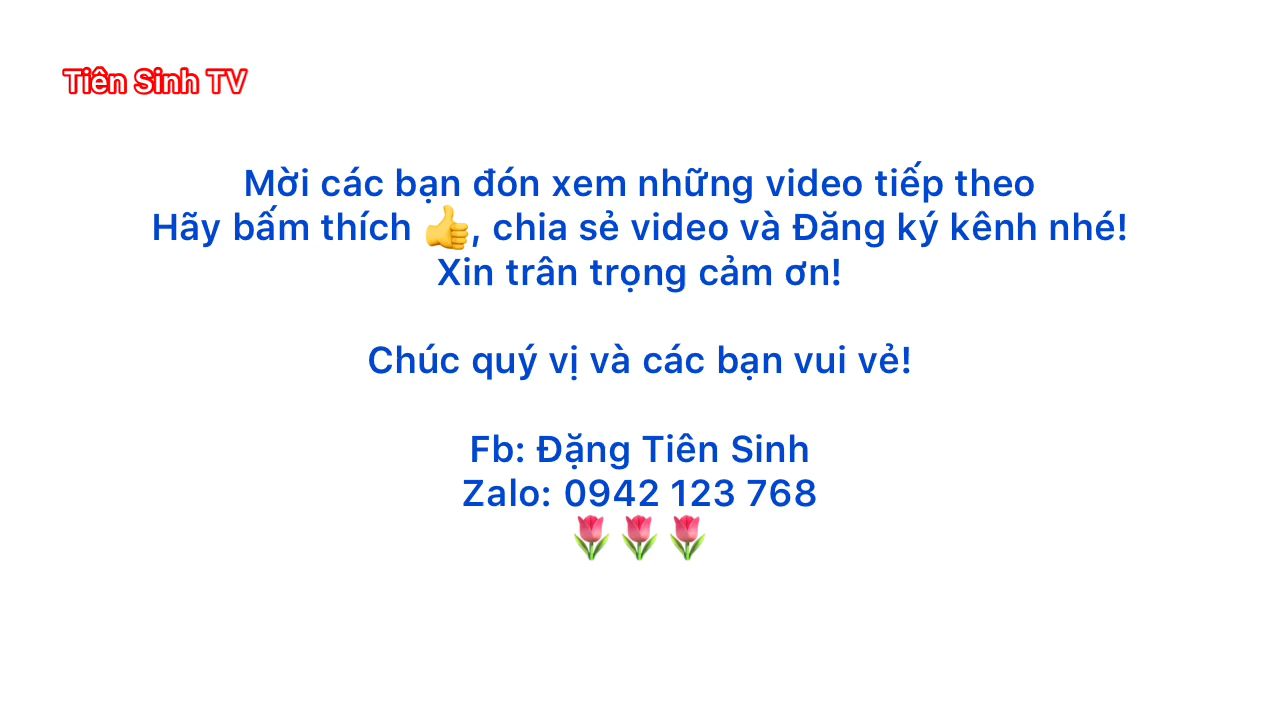 Tiên Sinh TV
Mời các bạn đón xem những video tiếp theo
Hãy bấm thích 👍, chia sẻ video và Đăng ký kênh nhé!
Xin trân trọng cảm ơn!
Chúc quý vị và các bạn vui vẻ!
Fb: Đặng Tiên Sinh
Zalo: 0942 123 768
🌷🌷🌷